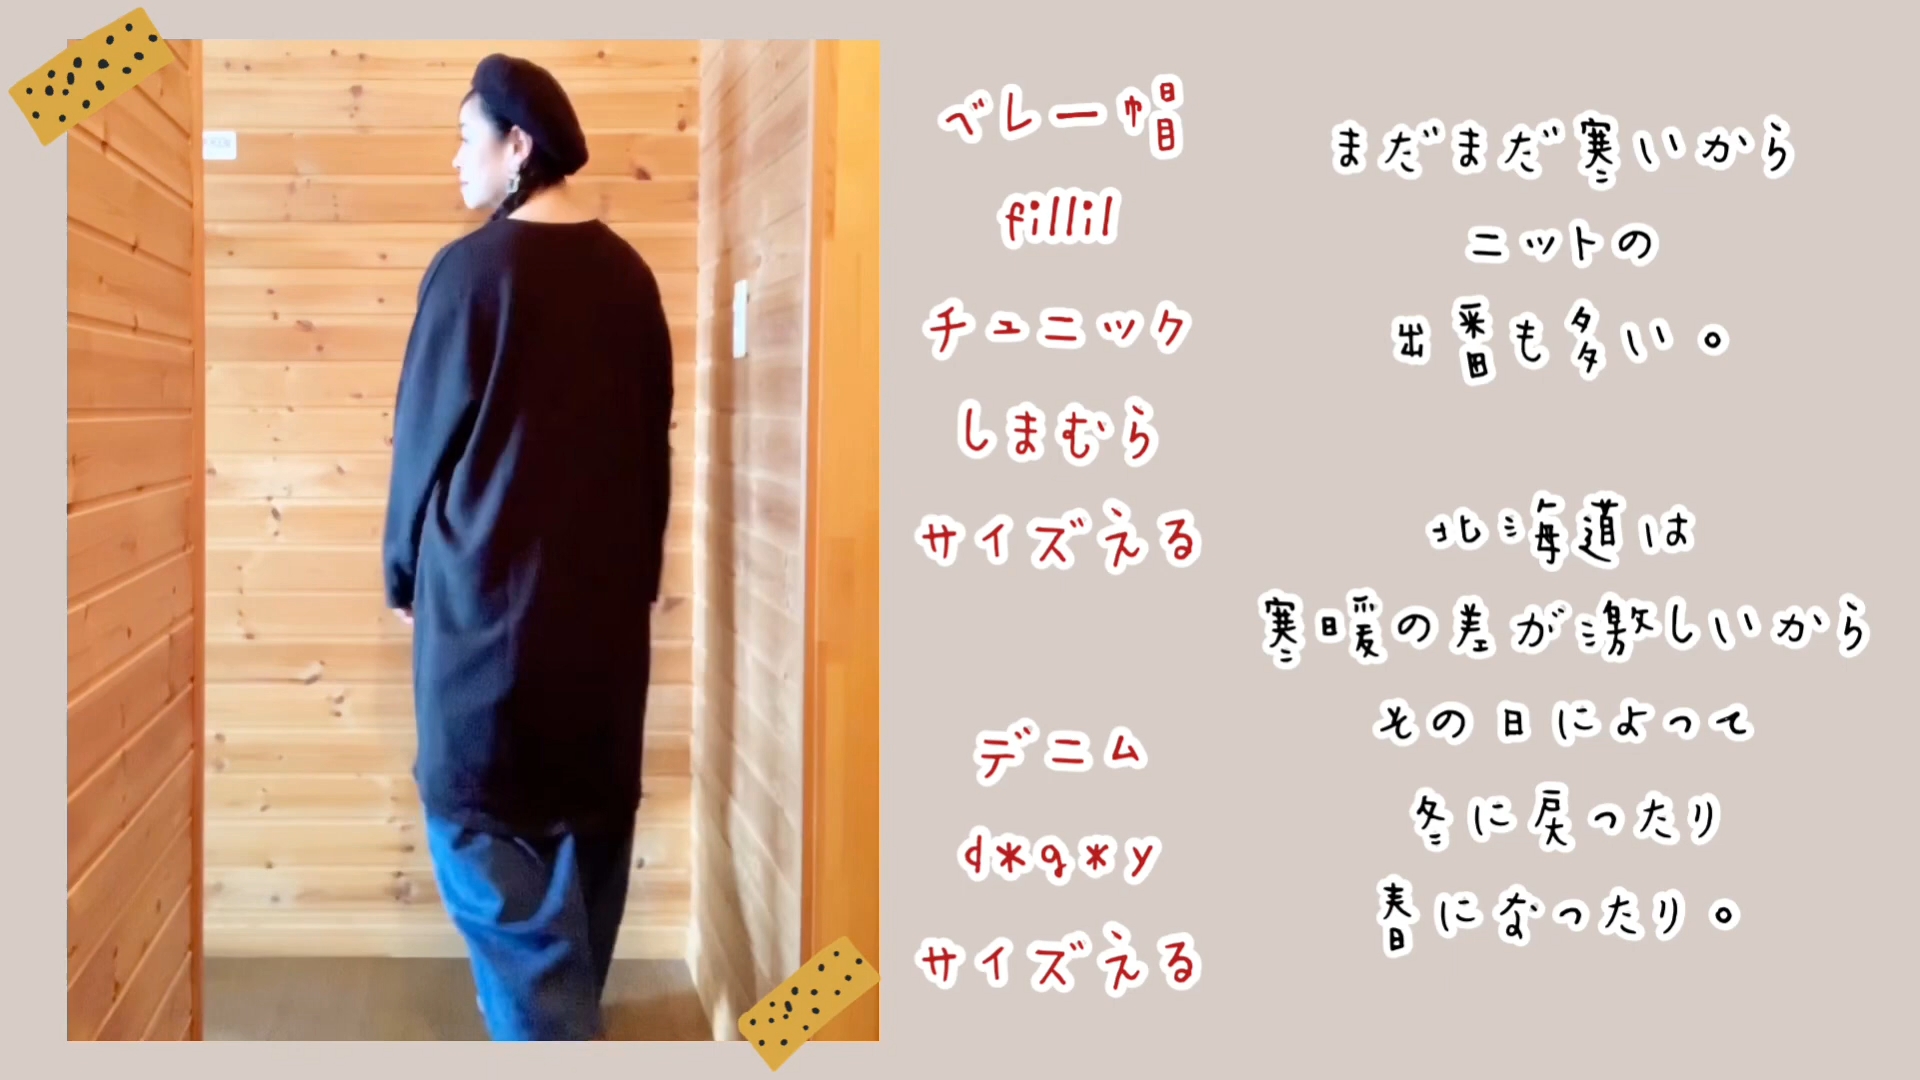 ベレー帽
fillil
チュニック
しまむら
サイズえる
デニム
d*g*y
サイズえる
まだまだ寒いから
ニットの
出番も多い。
北海道は
寒暖の差が激しいから
その日によって
冬に戻ったり
春になったり。